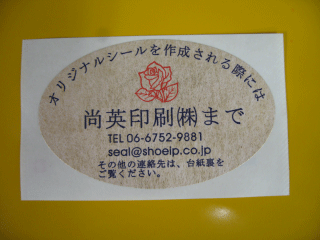 オリジナルシールを作成される際には
尚英印刷㈱まで
TEL 06-6752-9881
seal@shoeip.co.jp
その他の連絡先は、台紙裏を
ご覧ください。